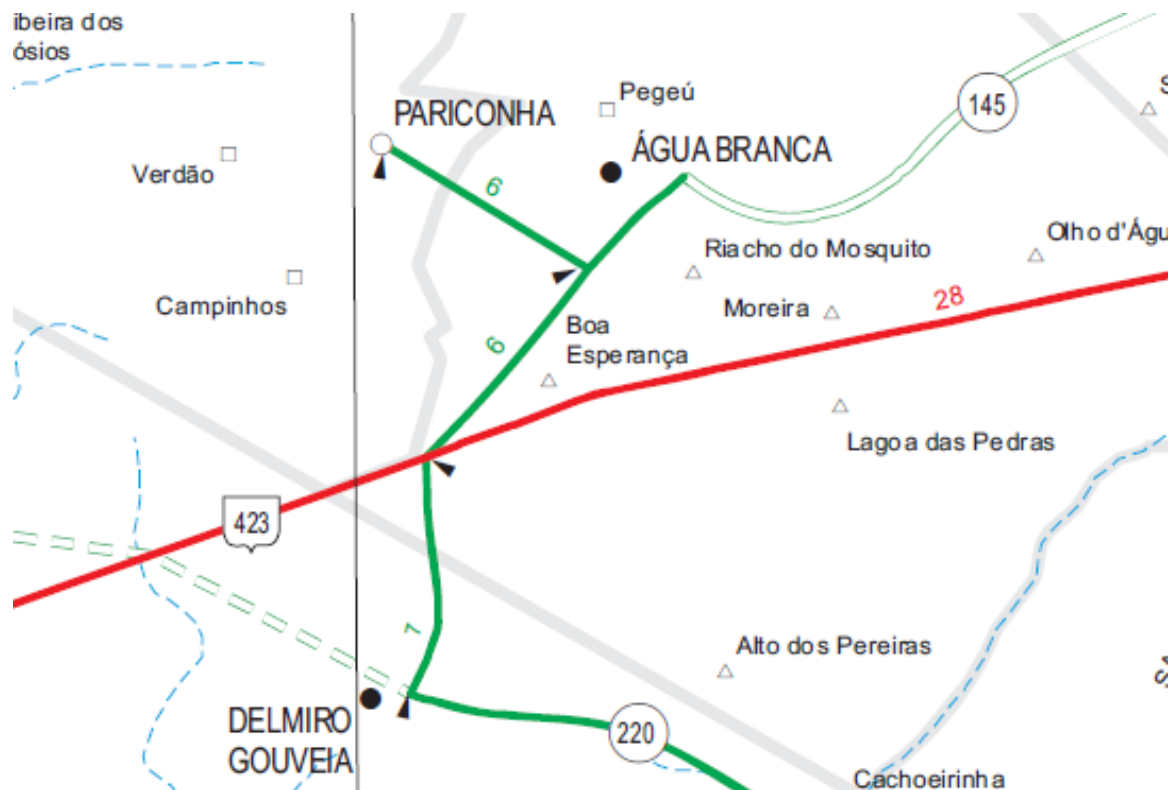 ibeira dos
ósios
Pegeú
145
PARICONHA
ÁGUA BRANCA
Verdão
6
Riacho do Mosquito
Olho d'Águ
Campinhos
Moreira
28
Boa
Esperança
6
Lagoa das Pedras
423
7
Alto dos Pereiras
DELMIRO
GOUVEIA
220
Cachoeirinha